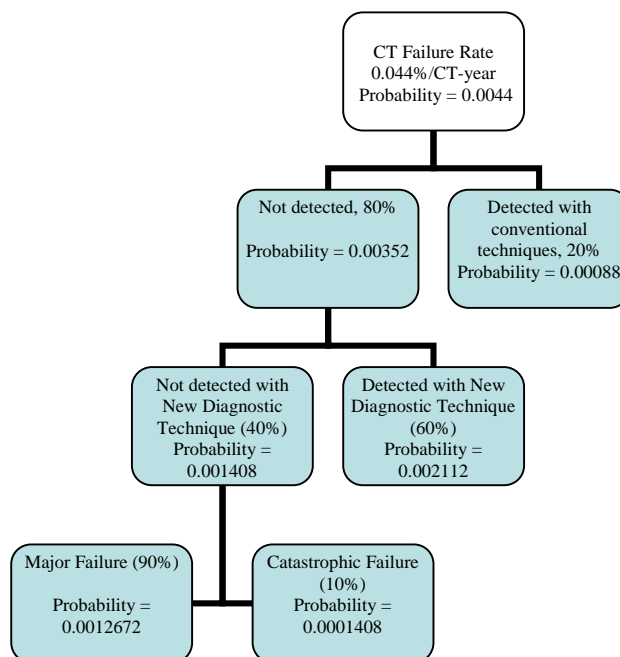 CT Failure Rate
0.044%/CT-year
Probability = 0.0044
Not detected, 80%
Probability = 0.00352
Detected with
conventional
techniques, 20%
Probability = 0.00088
Not detected with
New Diagnostic
Technique (40%)
Probability =
0.001408
Detected with New
Diagnostic Technique
(60%)
Probability =
0.002112
Major Failure (90%)
Probability =
0.0012672
Catastrophic Failure
(10%)
Probability =
0.0001408